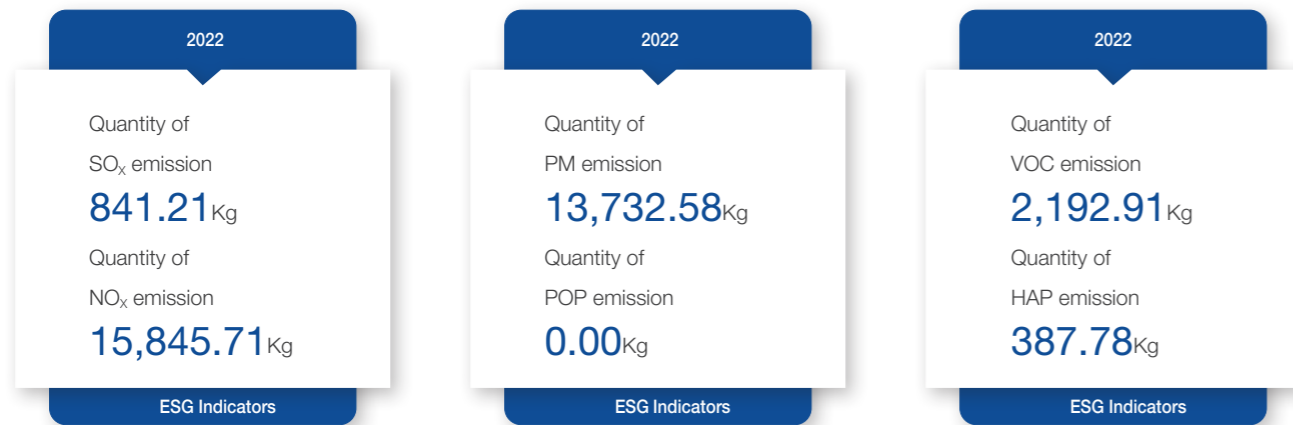 2022
Quantity of
SOx emission
841.21Kg
Quantity of
NOx emission
15,845.71Kg
ESG Indicators
2022
Quantity of
PM emission
13,732.58Kg
Quantity of
POP emission
0.00Kg
ESG Indicators
2022
Quantity of
VOC emission
2,192.91Kg
Quantity of
HAP emission
387.78Kg
ESG Indicators